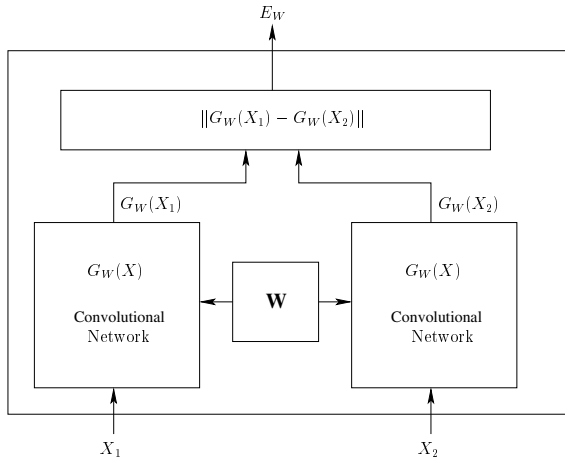 E_W
||G_W(X_1) − G_W(X_2)||
G_W(X_1)
G_W(X_2)
G_W(X)
Convolutional
Network
W
G_W(X)
Convolutional
Network
X_1
X_2